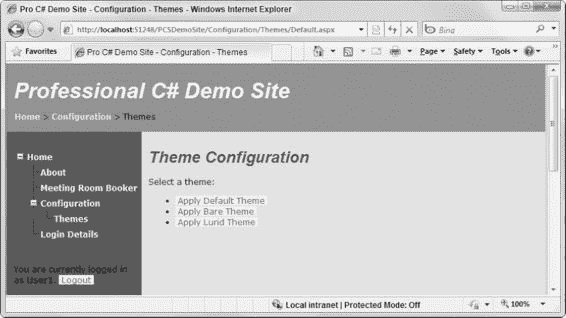 Pro C# Demo Site - Configuration - Themes - Windows Internet Explorer
http://localhost:51248/PCSDemoSite/Configuration/Themes/Default.aspx
Bing
Favorites
Pro C# Demo Site - Configuration - Themes
Page
Safety
Tools
Professional C# Demo Site
Home > Configuration > Themes
Home
About
Meeting Room Booker
Configuration
Themes
Login Details
You are currently logged in
as User1. Logout
Theme Configuration
Select a theme:
• Apply Default Theme
• Apply Bare Theme
• Apply Lurid Theme
Local intranet | Protected Mode: Off
100%